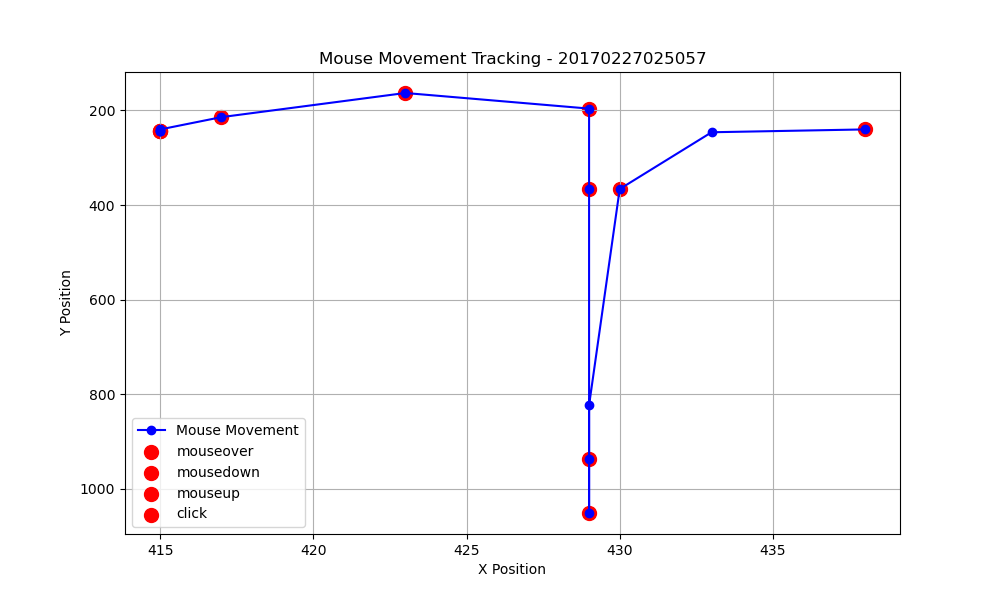 Mouse Movement Tracking - 20170227025057
200
400
600
800
1000
Y Position
Mouse Movement
mouseover
mousedown
mouseup
click
415
420
425
430
435
X Position